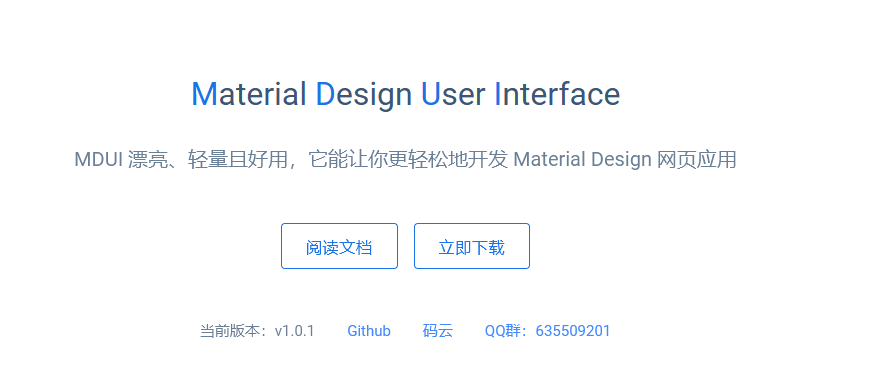 Material Design User Interface
MDUI 漂亮、轻量且好用，它能让你更轻松地开发 Material Design 网页应用
阅读文档 立即下载
当前版本：v1.0.1 Github 码云 QQ群：635509201